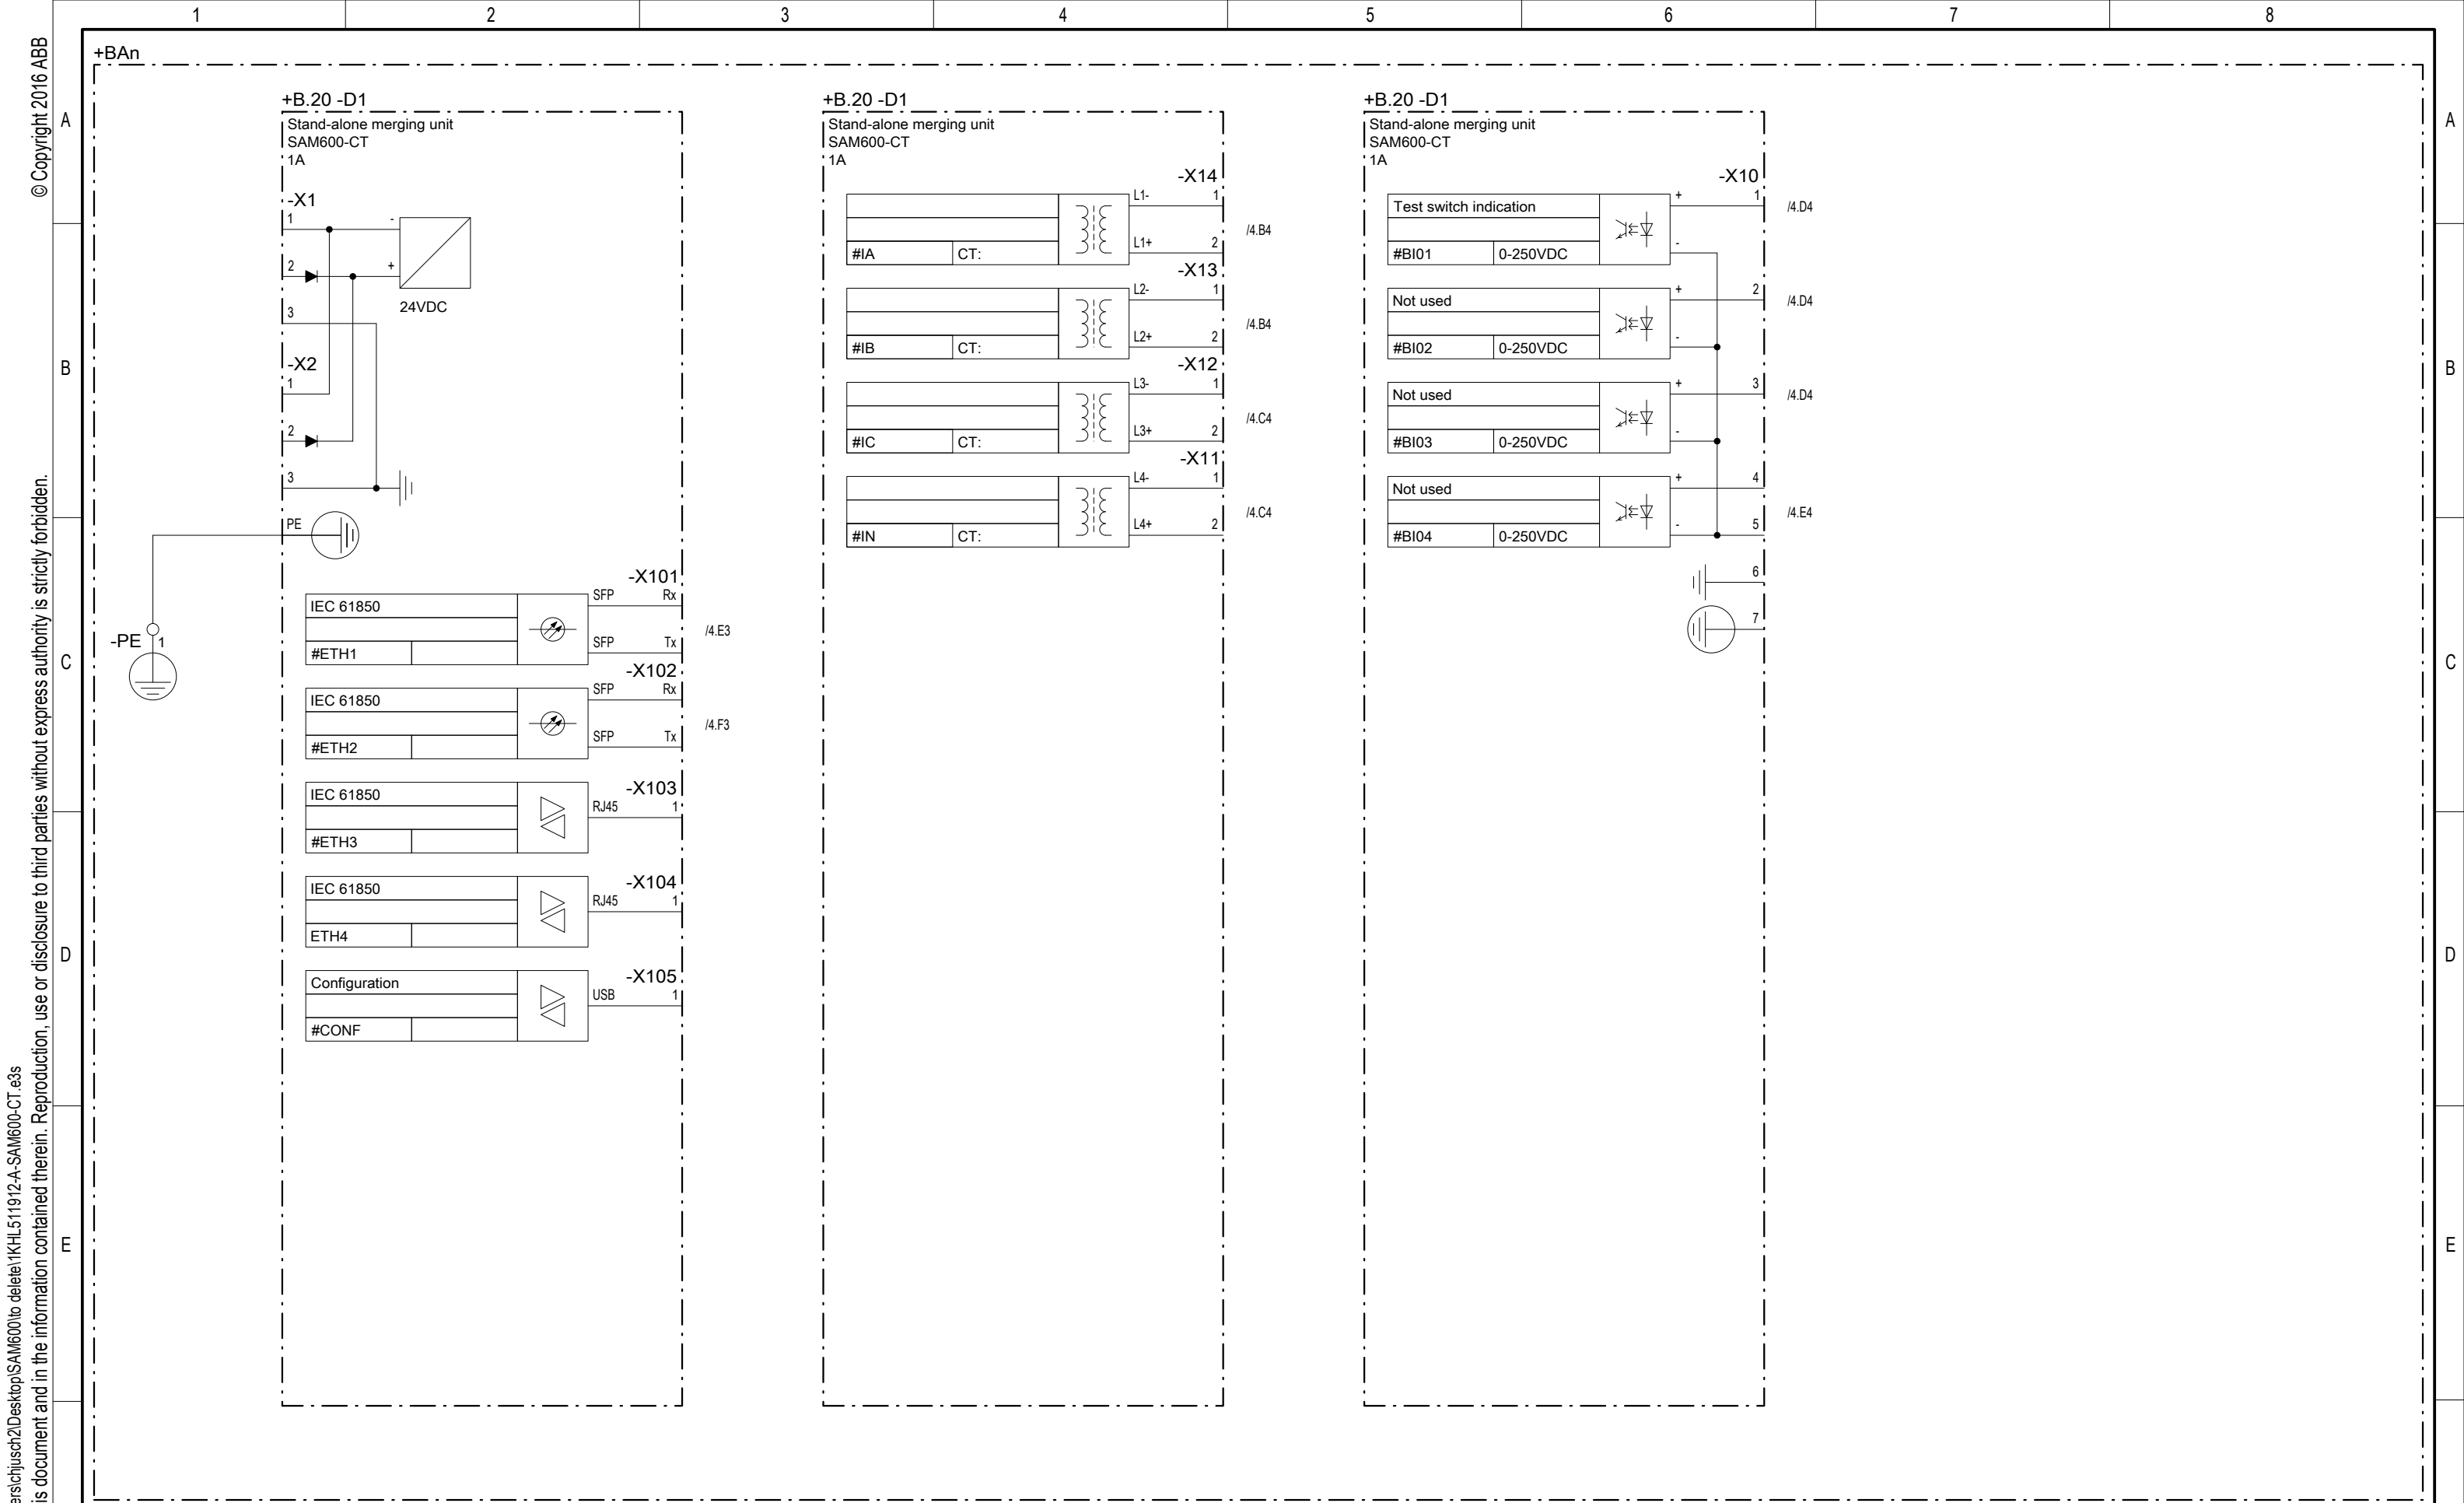 1 2 3 4 5 6 7 8
© Copyright 2016 ABB
is document and in the information contained therein. Reproduction, use or disclosure to third parties without express authority is strictly forbidden.
ers\chjusch2\Desktop\SAM600\to delete\1KHL511912-A-SAM600-CT.e3s
A
B
C
D
E
A
B
C
D
E
+BAn
+B.20 -D1
Stand-alone merging unit
SAM600-CT
1A
-X1
1 -
2 +
24VDC
3
-X2
1
2
3
PE
-PE 1
-X101
IEC 61850 SFP Rx
/4.E3
#ETH1 SFP Tx
-X102
IEC 61850 SFP Rx
/4.F3
#ETH2 SFP Tx
-X103
IEC 61850 RJ45 1
#ETH3
-X104
IEC 61850 RJ45 1
ETH4
-X105
Configuration USB 1
#CONF
+B.20 -D1
Stand-alone merging unit
SAM600-CT
1A
-X14
L1- 1
/4.B4
#IA CT: L1+ 2
-X13
L2- 1
/4.B4
#IB CT: L2+ 2
-X12
L3- 1
/4.C4
#IC CT: L3+ 2
-X11
L4- 1
/4.C4
#IN CT: L4+ 2
+B.20 -D1
Stand-alone merging unit
SAM600-CT
1A
-X10
Test switch indication + 1 /4.D4
#BI01 0-250VDC -
Not used + 2 /4.D4
#BI02 0-250VDC -
Not used + 3 /4.D4
#BI03 0-250VDC -
Not used + 4
/4.E4
#BI04 0-250VDC - 5
6
7